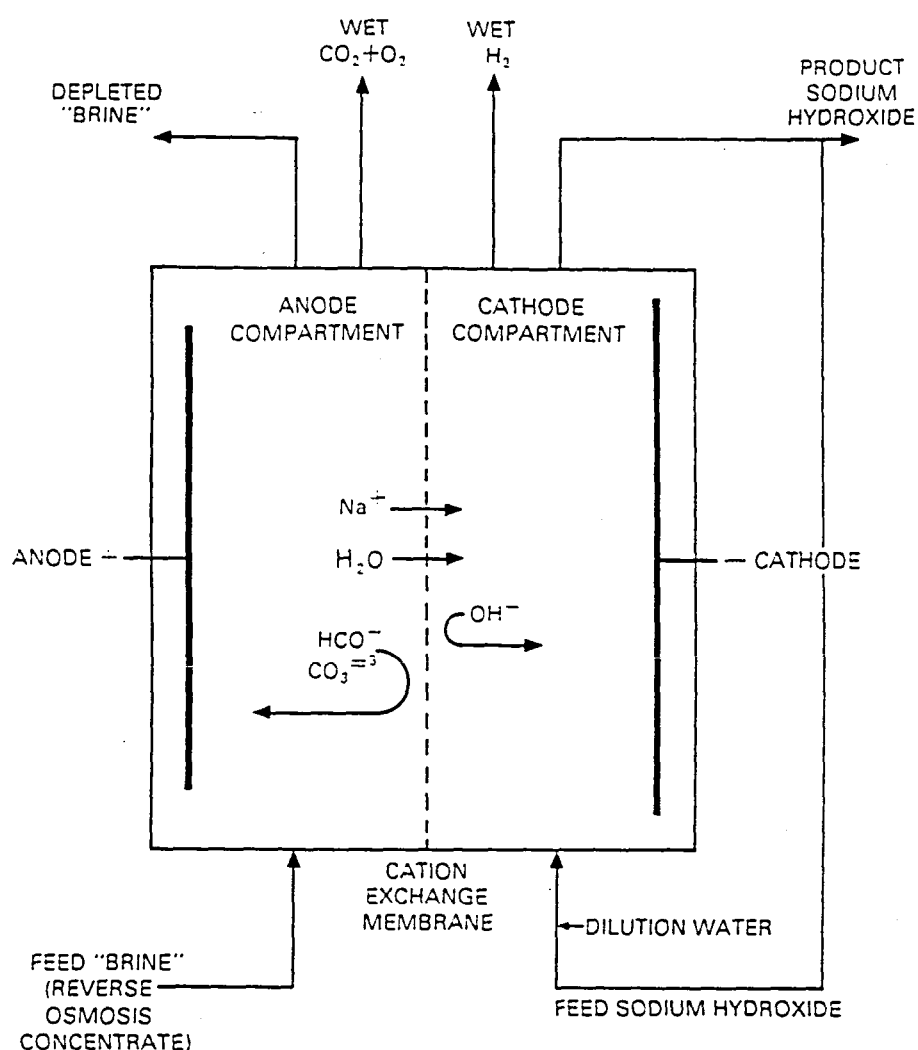 WET
CO₂+O₂
WET
H₂
DEPLETED
"BRINE"
PRODUCT
SODIUM
HYDROXIDE
ANODE
COMPARTMENT
CATHODE
COMPARTMENT
Na⁺
H₂O
ANODE +
− CATHODE
OH⁻
HCO⁻₃
CO₃⁼
CATION
EXCHANGE
MEMBRANE
DILUTION WATER
FEED "BRINE"
(REVERSE
OSMOSIS
CONCENTRATE)
FEED SODIUM HYDROXIDE